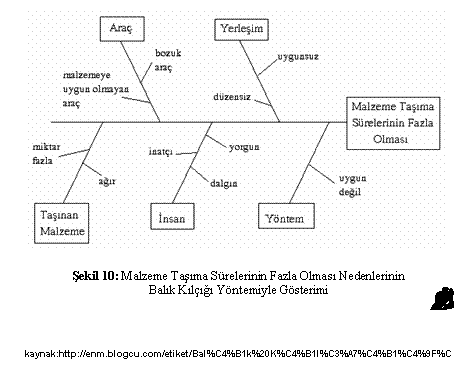 Araç
Yerleşim
bozuk
araç
malzemeye
uygun olmayan
araç
uygunsuz
düzensiz
Malzeme Taşıma
Sürelerinin Fazla
Olması
miktar
fazla
ağır
inatçı
yorgun
dalgın
uygun
değil
Taşınan
Malzeme
İnsan
Yöntem
Şekil 10: Malzeme Taşıma Sürelerinin Fazla Olması Nedenlerinin
Balık Kılçığı Yöntemiyle Gösterimi
kaynak:http://enm.blogcu.com/etiket/Bal%C4%B1k%20K%C4%B1l%C3%A7%C4%B1%C4%9F%C